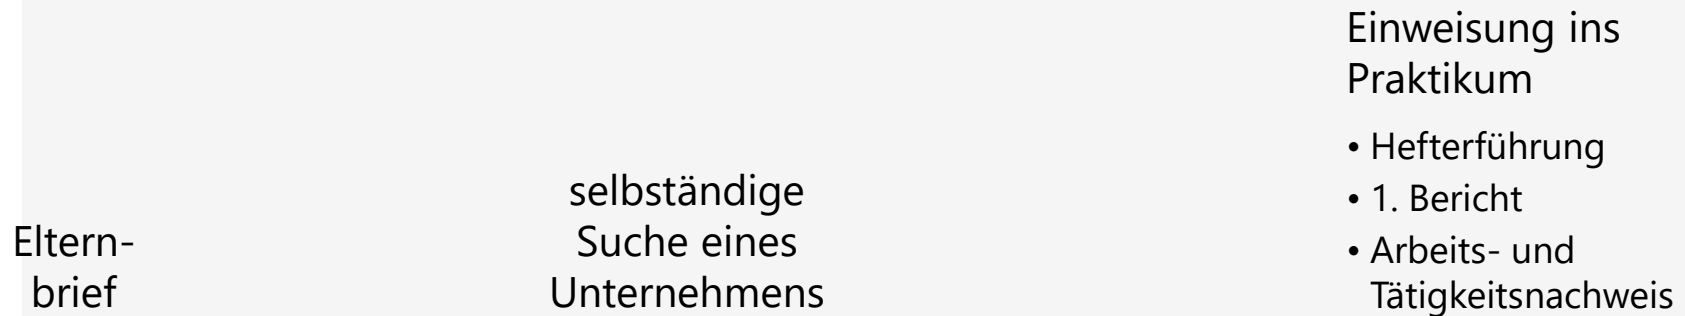 Eltern-
brief
selbständige
Suche eines
Unternehmens
Einweisung ins
Praktikum
• Hefterführung
• 1. Bericht
• Arbeits- und
Tätigkeitsnachweis